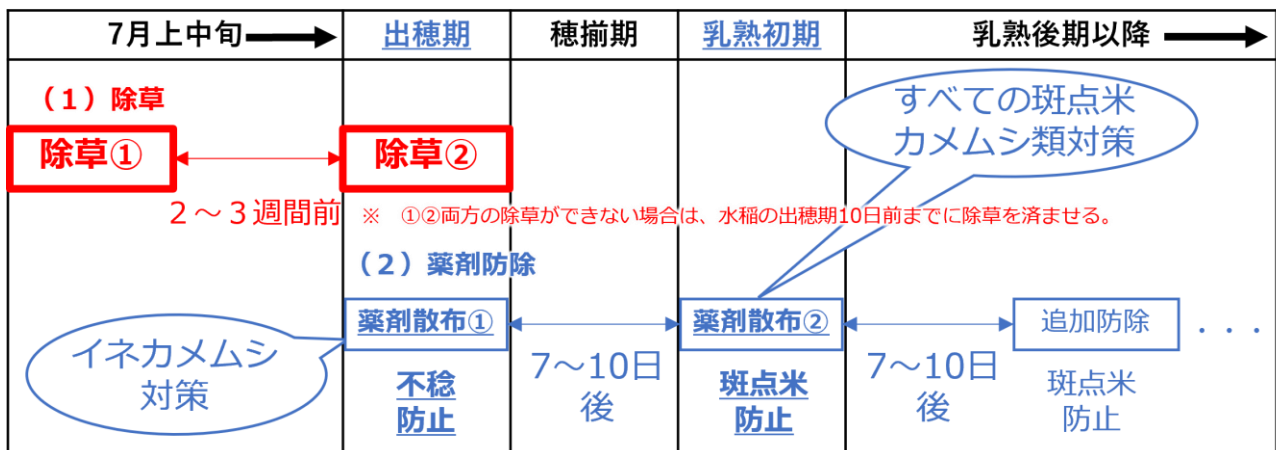 7月上中旬
出穂期
穂揃期
乳熟初期
乳熟後期以降
(1)除草
除草①
除草②
2~3週間前
※ ①②両方の除草ができない場合は、水稲の出穂期10日前までに除草を済ませる。
すべての斑点米
カメムシ類対策
(2)薬剤防除
イネカメムシ
対策
薬剤散布①
不稔
防止
7~10日
後
薬剤散布②
斑点米
防止
7~10日
後
追加防除
斑点米
防止
・・・